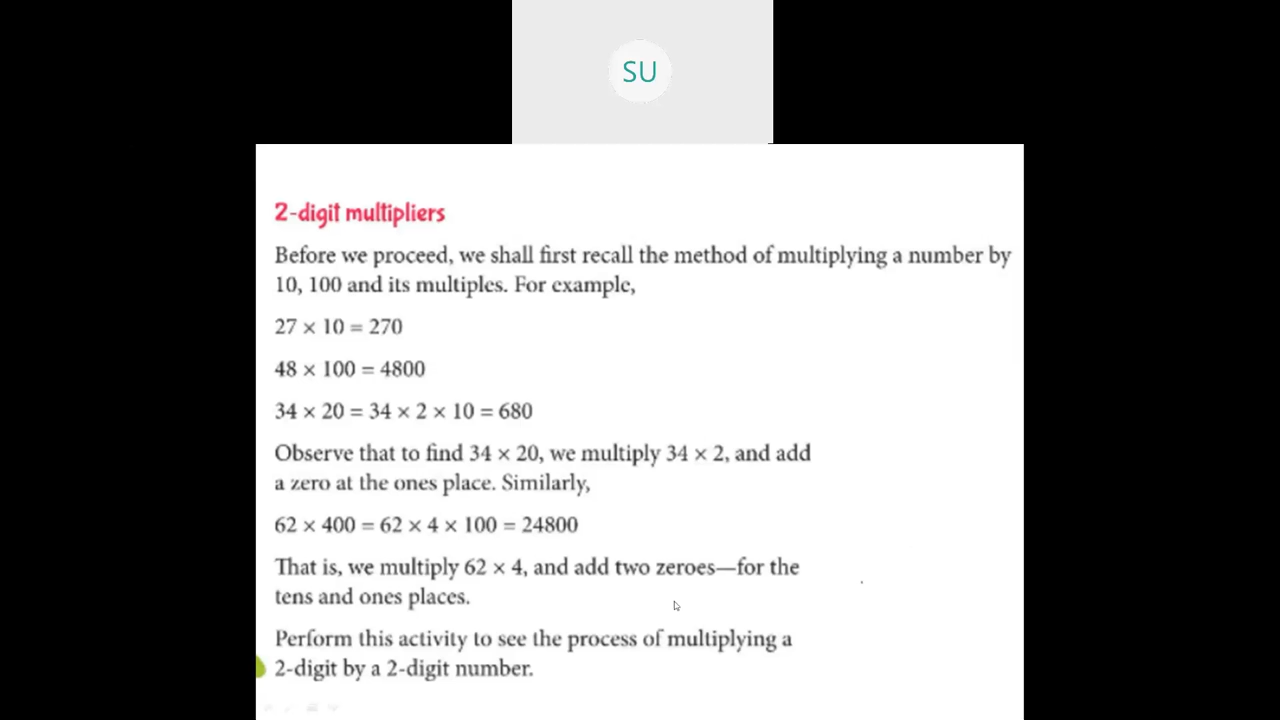 SU
2-digit multipliers
Before we proceed, we shall first recall the method of multiplying a number by
10, 100 and its multiples. For example,
27 × 10 = 270
48 × 100 = 4800
34 × 20 = 34 × 2 × 10 = 680
Observe that to find 34 × 20, we multiply 34 × 2, and add
a zero at the ones place. Similarly,
62 × 400 = 62 × 4 × 100 = 24800
That is, we multiply 62 × 4, and add two zeroes—for the
tens and ones places.
Perform this activity to see the process of multiplying a
2-digit by a 2-digit number.